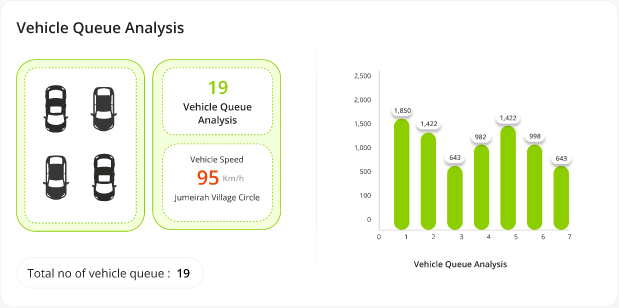 Vehicle Queue Analysis
19
Vehicle Queue
Analysis
Vehicle Speed
95 Km/h
Jumeirah Village Circle
Total no of vehicle queue : 19
2,500
2,000
1,500
1,000
500
100
0
1,850
1,422
643
982
1,422
998
643
0 1 2 3 4 5 6 7
Vehicle Queue Analysis